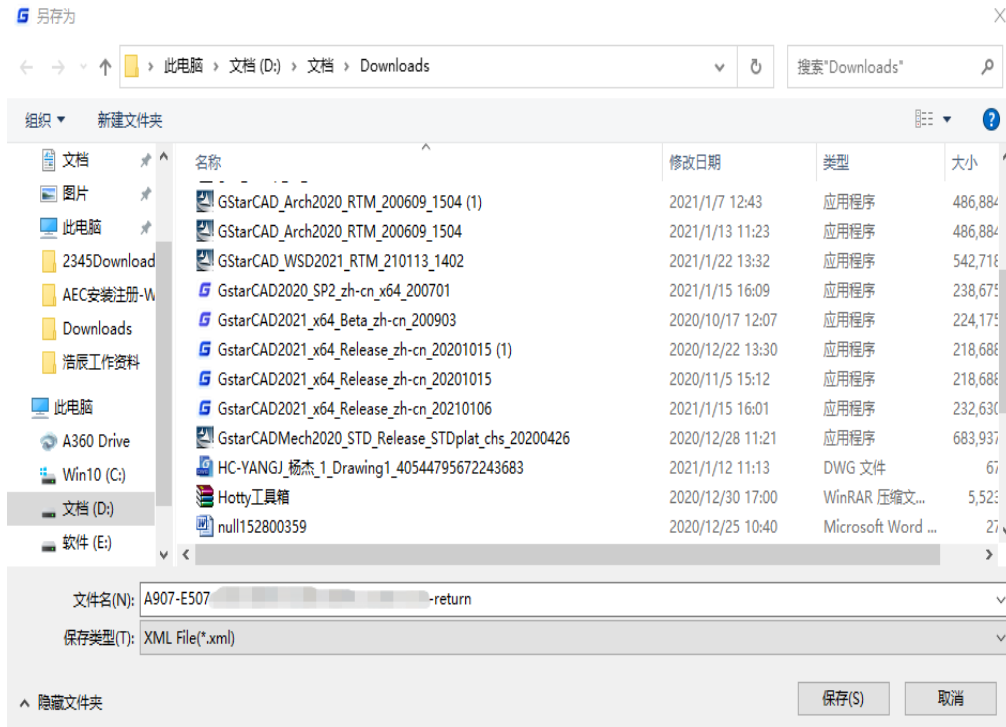 另存为
此电脑 › 文档 (D:) › 文档 › Downloads 搜索"Downloads"
组织 新建文件夹
文档
图片
此电脑
2345Download
AEC安装注册-W
Downloads
浩辰工作资料
此电脑
A360 Drive
Win10 (C:)
文档 (D:)
软件 (E:)
名称 修改日期 类型 大小
GStarCAD_Arch2020_RTM_200609_1504 (1) 2021/1/7 12:43 应用程序 486,884
GStarCAD_Arch2020_RTM_200609_1504 2021/1/13 11:23 应用程序 486,884
GStarCAD_WSD2021_RTM_210113_1402 2021/1/22 13:32 应用程序 542,718
GstarCAD2020_SP2_zh-cn_x64_200701 2021/1/15 16:09 应用程序 238,675
GstarCAD2021_x64_Beta_zh-cn_200903 2020/10/17 12:07 应用程序 224,175
GstarCAD2021_x64_Release_zh-cn_20201015 (1) 2020/12/22 13:30 应用程序 218,688
GstarCAD2021_x64_Release_zh-cn_20201015 2020/11/5 15:12 应用程序 218,688
GstarCAD2021_x64_Release_zh-cn_20210106 2021/1/15 16:01 应用程序 232,630
GstarCADMech2020_STD_Release_STDplat_chs_20200426 2020/12/28 11:21 应用程序 683,937
HC-YANGJ_杨杰_1_Drawing1_40544795672243683 2021/1/12 11:13 DWG 文件 67
Hotty工具箱 2020/12/30 17:00 WinRAR 压缩文... 5,523
null152800359 2020/12/25 10:40 Microsoft Word ... 27
文件名(N): A907-E507 -return
保存类型(T): XML File(*.xml)
隐藏文件夹 保存(S) 取消